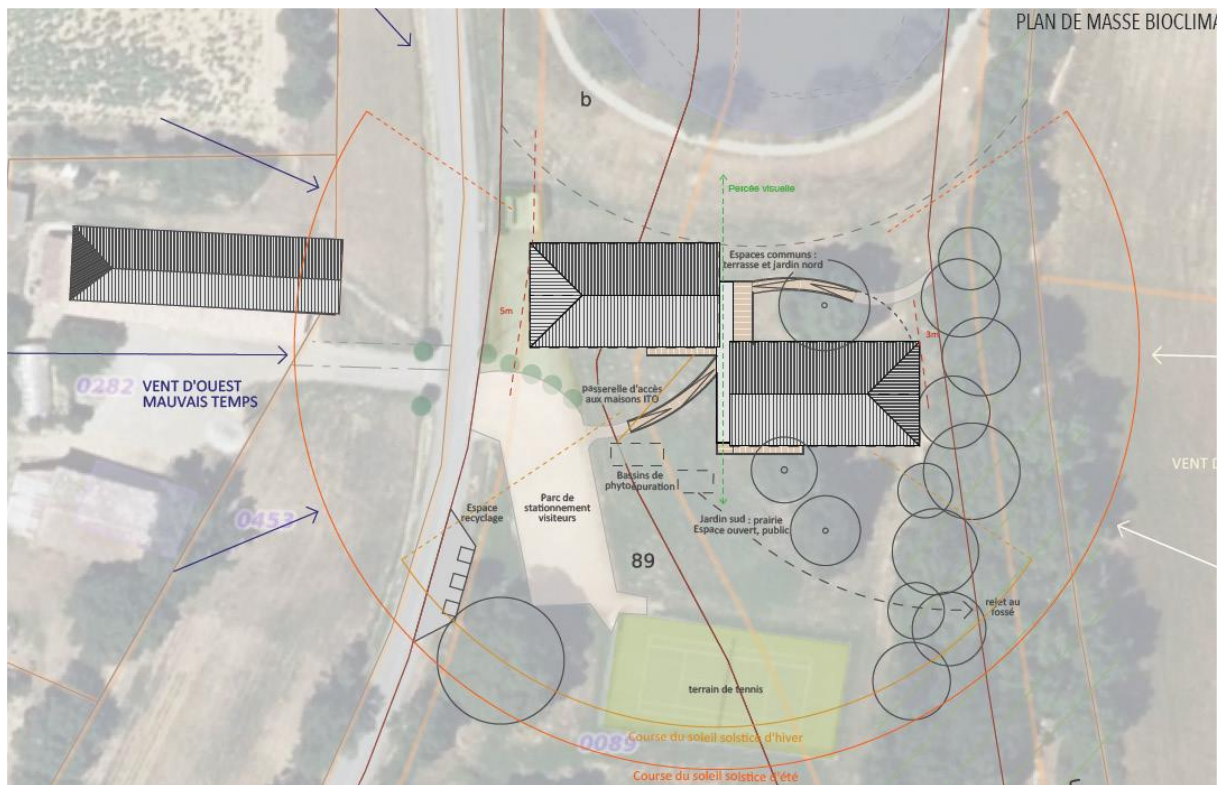 PLAN DE MASSE BIOCLIMA
b
Percée visuelle
Espaces communs :
terrasse et jardin nord
5m
3m
0282
VENT D'OUEST
MAUVAIS TEMPS
passerelle d'accès
aux maisons ITO
VENT D
Bassins de
phytoépuration
Parc de
stationnement
visiteurs
Espace
recyclage
0453
Jardin sud : prairie
Espace ouvert, public
89
rejet au
fossé
terrain de tennis
0089
Course du soleil solstice d'hiver
Course du soleil solstice d'été